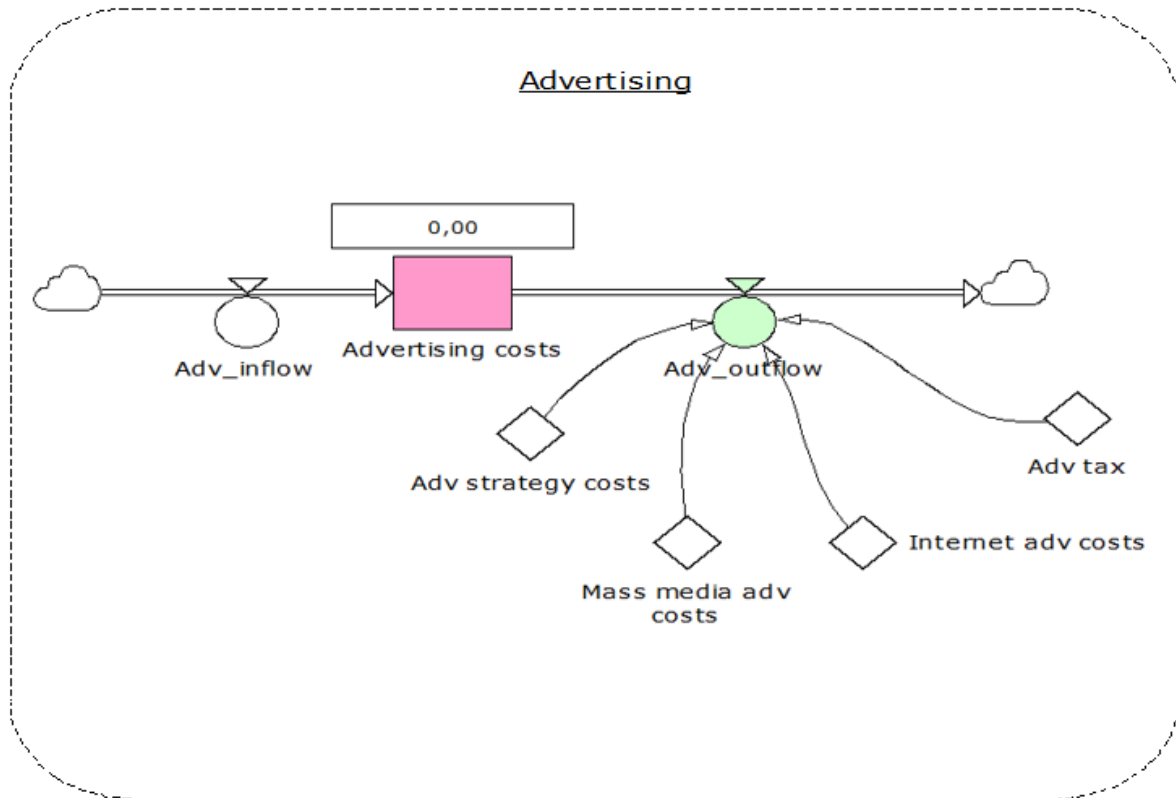 Advertising
0,00
Advertising costs
Adv_inflow
Adv_outflow
Adv strategy costs
Adv tax
Internet adv costs
Mass media adv
costs